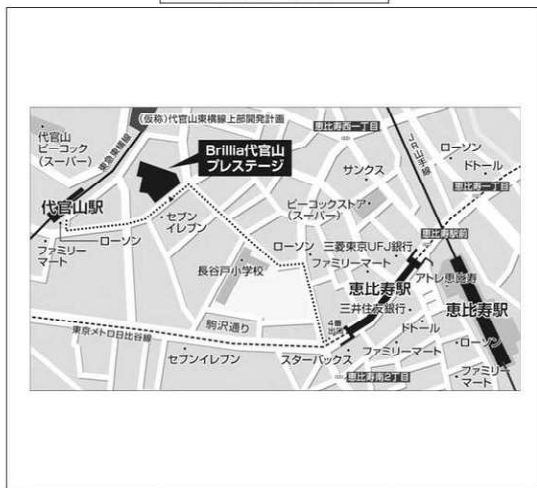 (仮称)代官山東横線上部開発計画
恵比寿西一丁目
代官山
ピーコック
(スーパー)
東急東横線
Brillia代官山
プレステージ
JR山手線
ローソン
ドトール
サンクス
恵比寿一丁目
代官山駅
ピーコックストア
(スーパー)
セブン
イレブン
恵比寿駅前
ローソン
ファミリー
マート
ローソン
三菱東京UFJ銀行
ファミリーマート
長谷戸小学校
アトレ恵比寿
恵比寿駅
三井住友銀行
恵比寿駅
駒沢通り
4番
出口
東京メトロ日比谷線
ドトール
ローソン
セブンイレブン
スターバックス
ファミリーマート
恵比寿南2丁目
ファミリー
マート